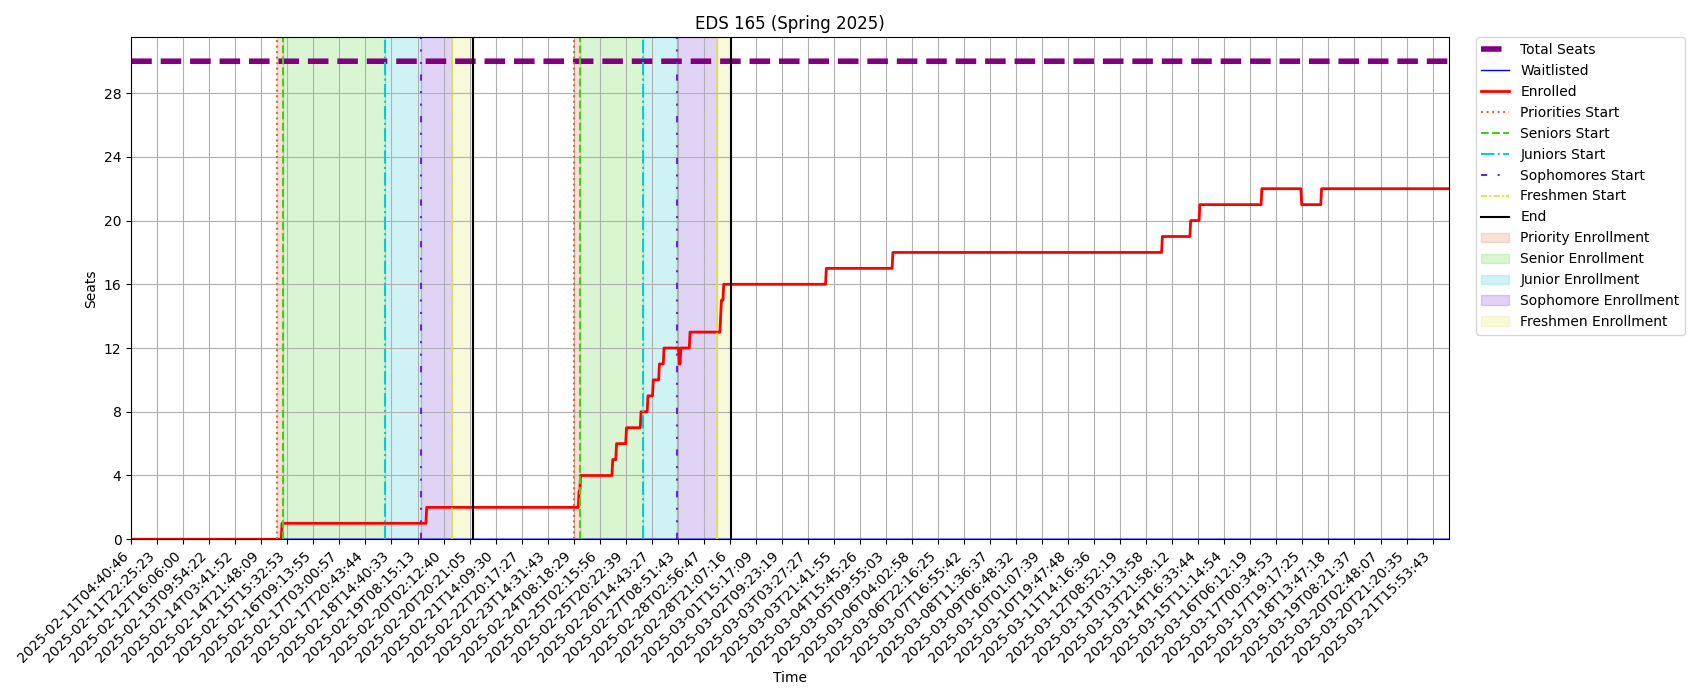 EDS 165 (Spring 2025)
Total Seats
Waitlisted
Enrolled
Priorities Start
Seniors Start
Juniors Start
Sophomores Start
Freshmen Start
End
Priority Enrollment
Senior Enrollment
Junior Enrollment
Sophomore Enrollment
Freshmen Enrollment
Seats
28
24
20
16
12
8
4
0
2025-02-11T04:40:46
2025-02-11T22:25:23
2025-02-12T16:06:00
2025-02-13T09:54:22
2025-02-14T03:41:52
2025-02-14T21:48:09
2025-02-15T15:32:53
2025-02-16T09:13:55
2025-02-17T03:00:57
2025-02-17T20:43:44
2025-02-18T14:40:33
2025-02-19T08:15:13
2025-02-20T02:12:40
2025-02-20T20:21:05
2025-02-21T14:09:30
2025-02-22T20:17:27
2025-02-23T14:31:43
2025-02-24T08:18:29
2025-02-25T02:15:56
2025-02-25T20:22:39
2025-02-26T14:43:27
2025-02-27T08:51:43
2025-02-28T02:56:47
2025-02-28T21:07:16
2025-03-01T15:17:09
2025-03-02T09:23:19
2025-03-03T03:27:27
2025-03-03T21:41:55
2025-03-04T15:45:26
2025-03-05T09:55:03
2025-03-06T04:02:58
2025-03-06T22:16:25
2025-03-07T16:55:42
2025-03-08T11:36:37
2025-03-09T06:48:32
2025-03-10T01:07:39
2025-03-10T19:47:48
2025-03-11T14:16:36
2025-03-12T08:52:19
2025-03-13T03:13:58
2025-03-13T21:58:12
2025-03-14T16:33:44
2025-03-15T11:14:54
2025-03-16T06:12:19
2025-03-17T00:34:53
2025-03-17T19:17:25
2025-03-18T13:47:18
2025-03-19T08:21:37
2025-03-20T02:48:07
2025-03-20T21:20:35
2025-03-21T15:53:43
Time